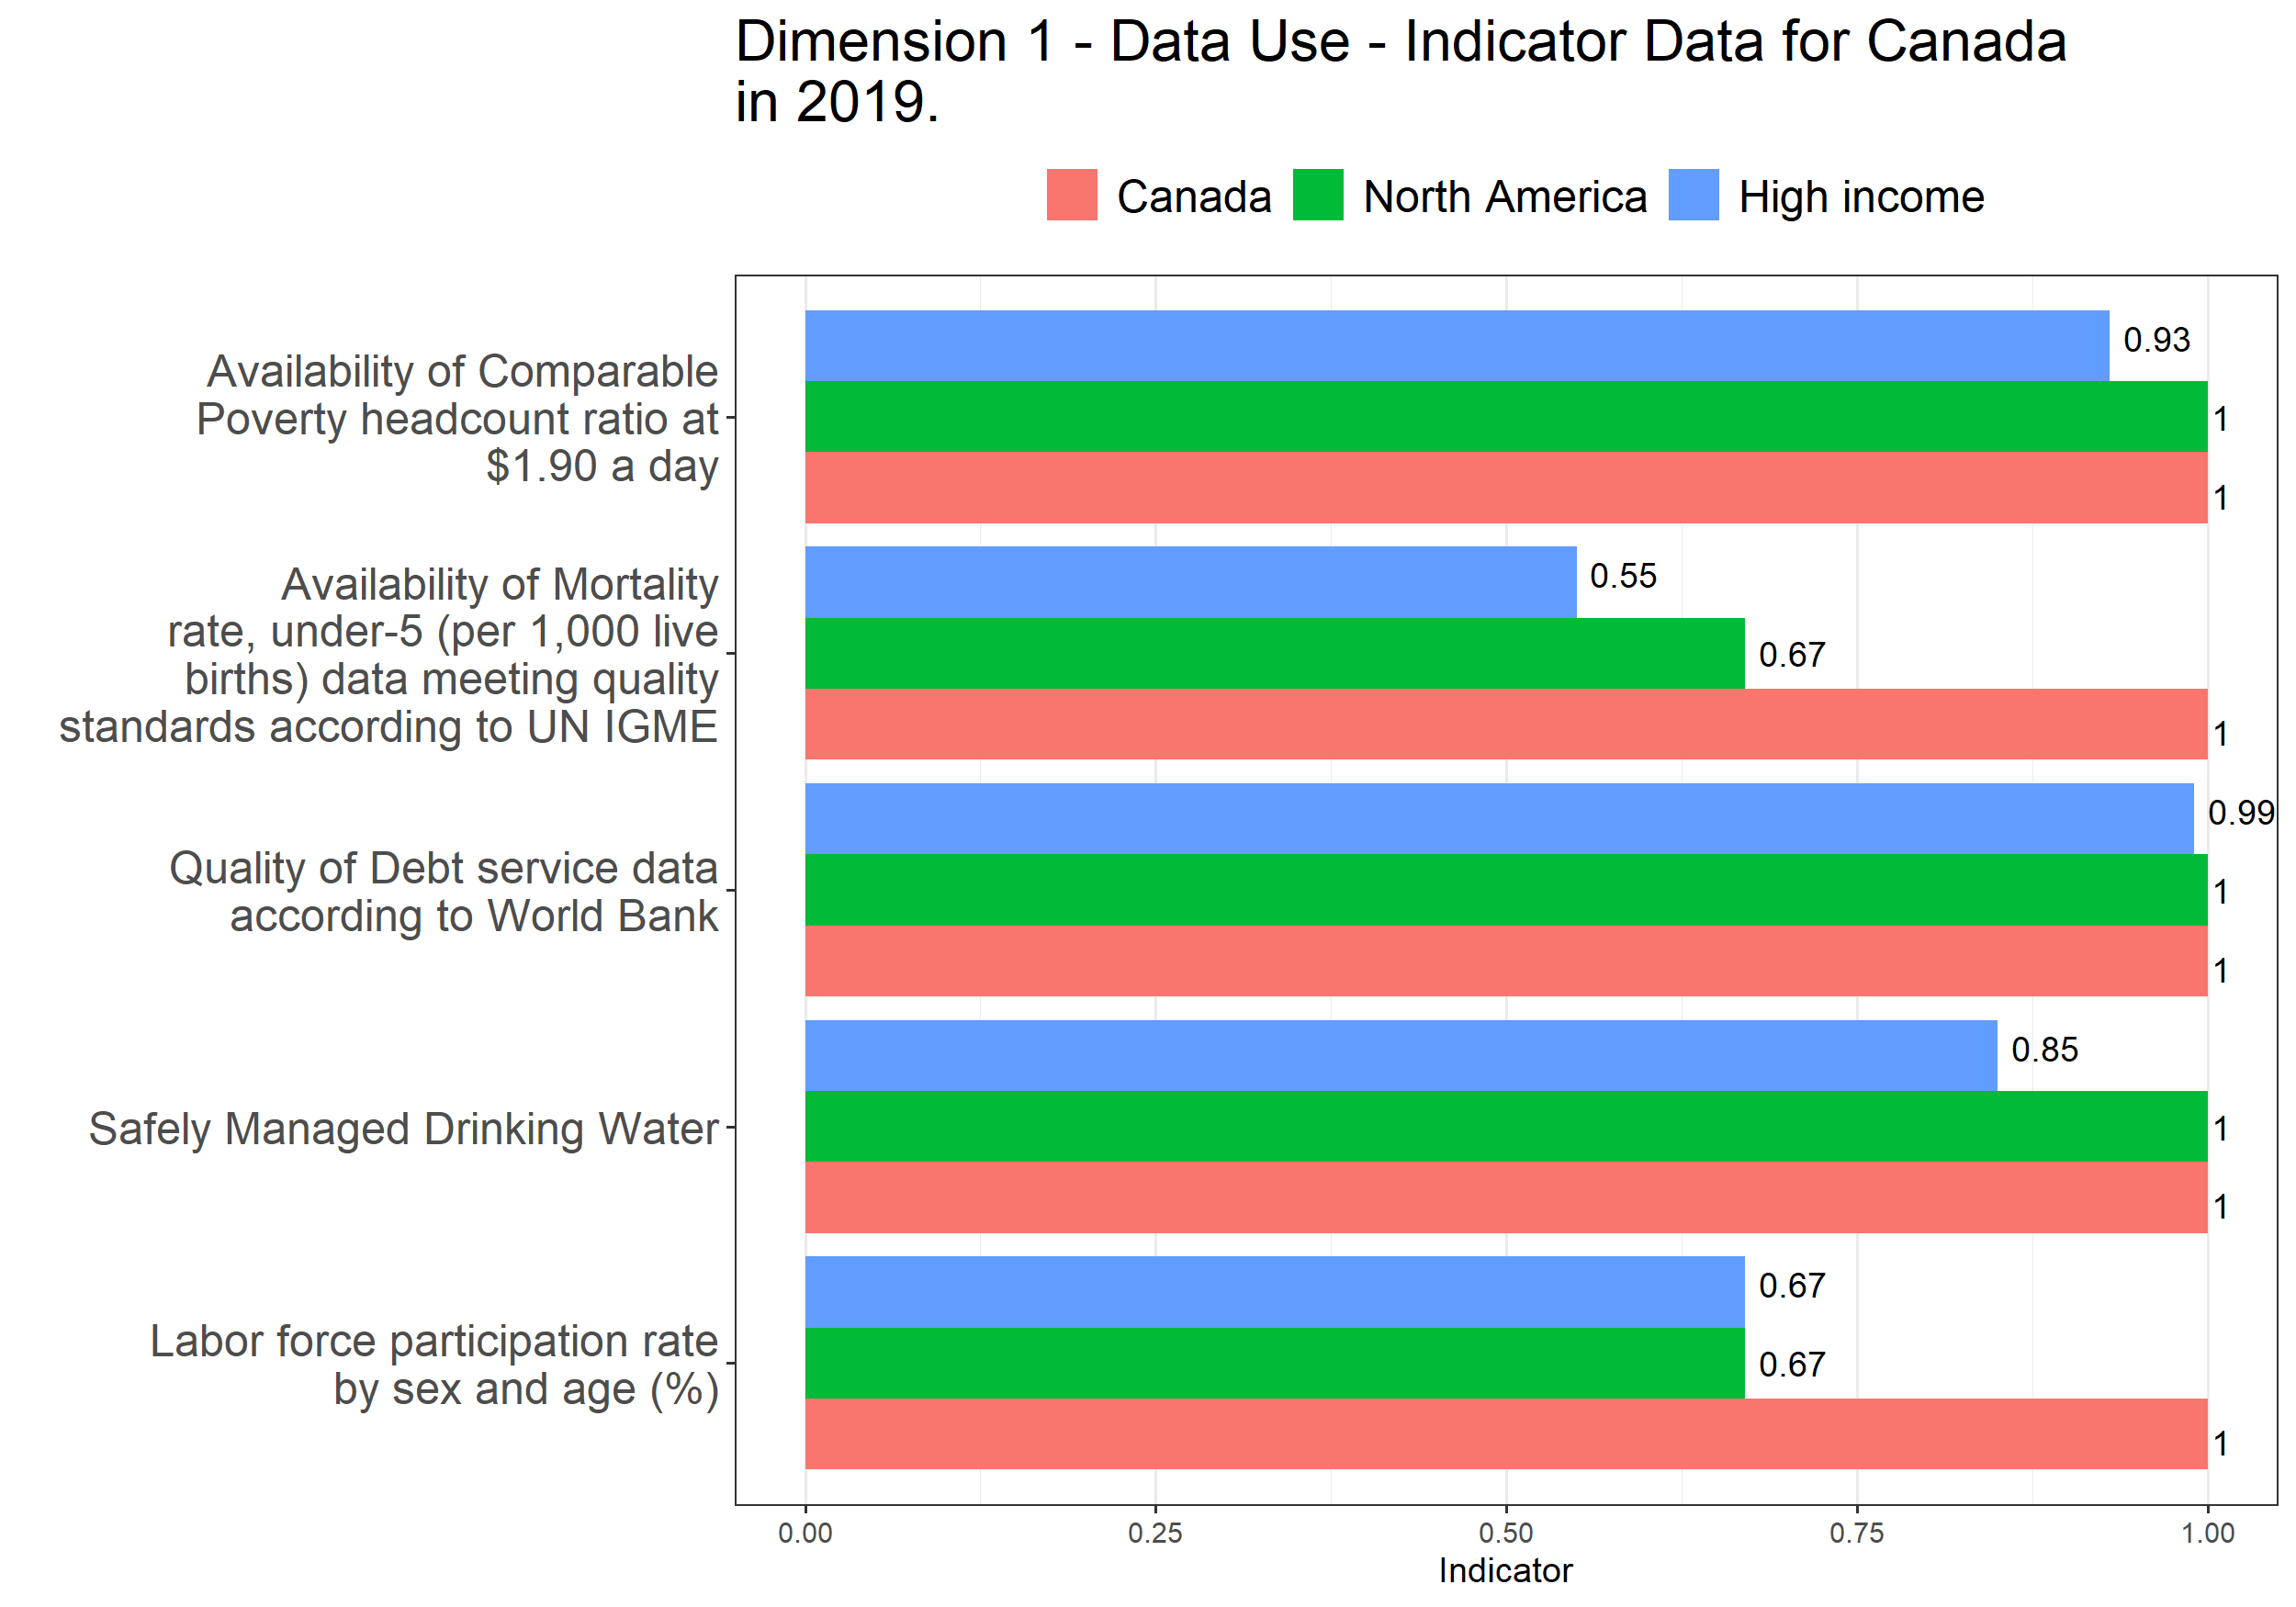 Dimension 1 - Data Use - Indicator Data for Canada
in 2019.
Canada
North America
High income
Availability of Comparable
Poverty headcount ratio at
$1.90 a day
0.93
1
1
Availability of Mortality
rate, under-5 (per 1,000 live
births) data meeting quality
standards according to UN IGME
0.55
0.67
1
Quality of Debt service data
according to World Bank
0.99
1
1
Safely Managed Drinking Water
0.85
1
1
Labor force participation rate
by sex and age (%)
0.67
0.67
1
0.00
0.25
0.50
0.75
1.00
Indicator